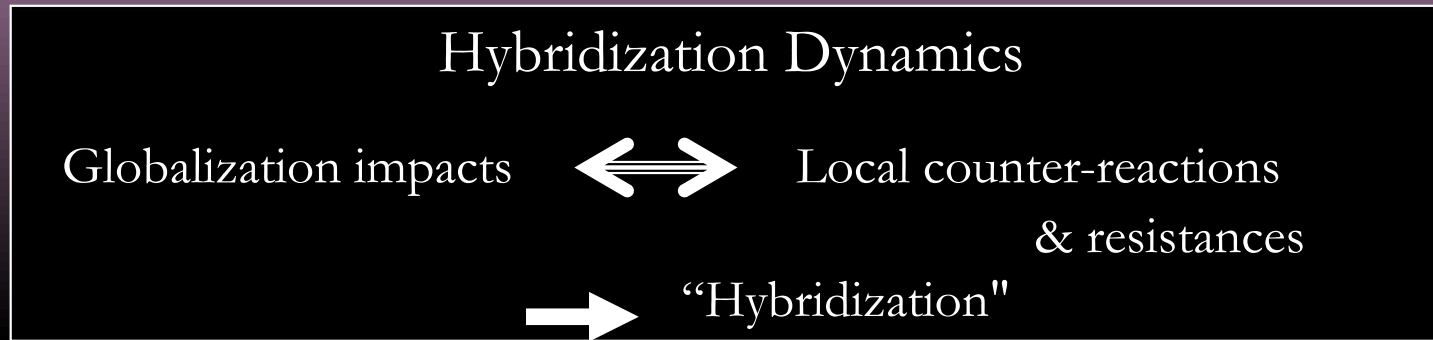 Hybridization Dynamics
Globalization impacts Local counter-reactions
& resistances
“Hybridization"